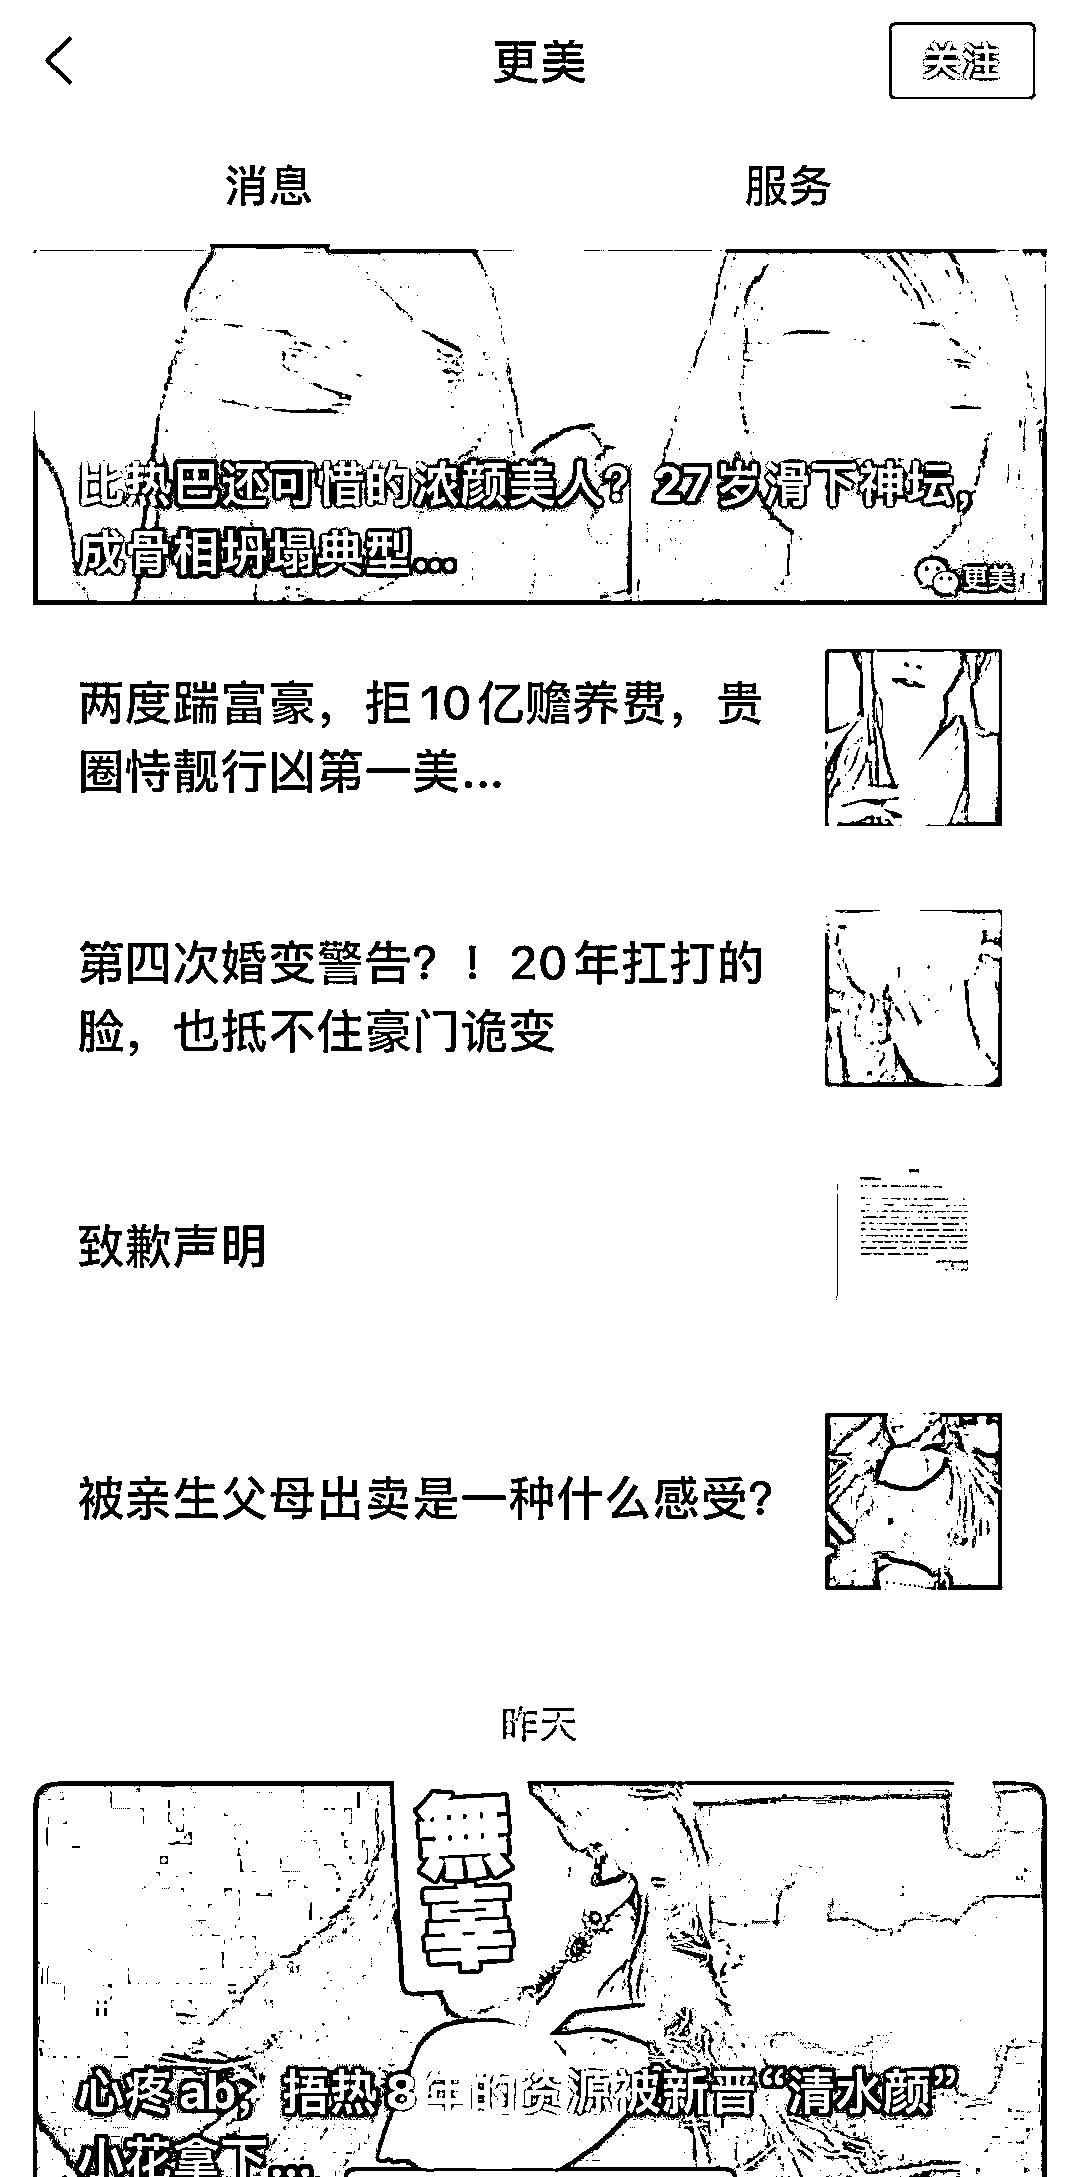 更美
关注
消息
服务
比热巴还可惜的浓颜美人？27岁滑下神坛，
成骨相坍塌典型...
更美
两度踹富豪，拒10亿赡养费，贵
圈恃靓行凶第一美...
第四次婚变警告？！20年扛打的
脸，也抵不住豪门诡变
致歉声明
被亲生父母出卖是一种什么感受？
昨天
無
辜
心疼ab，捂热8年的资源被新晋“清水颜”
小花拿下...